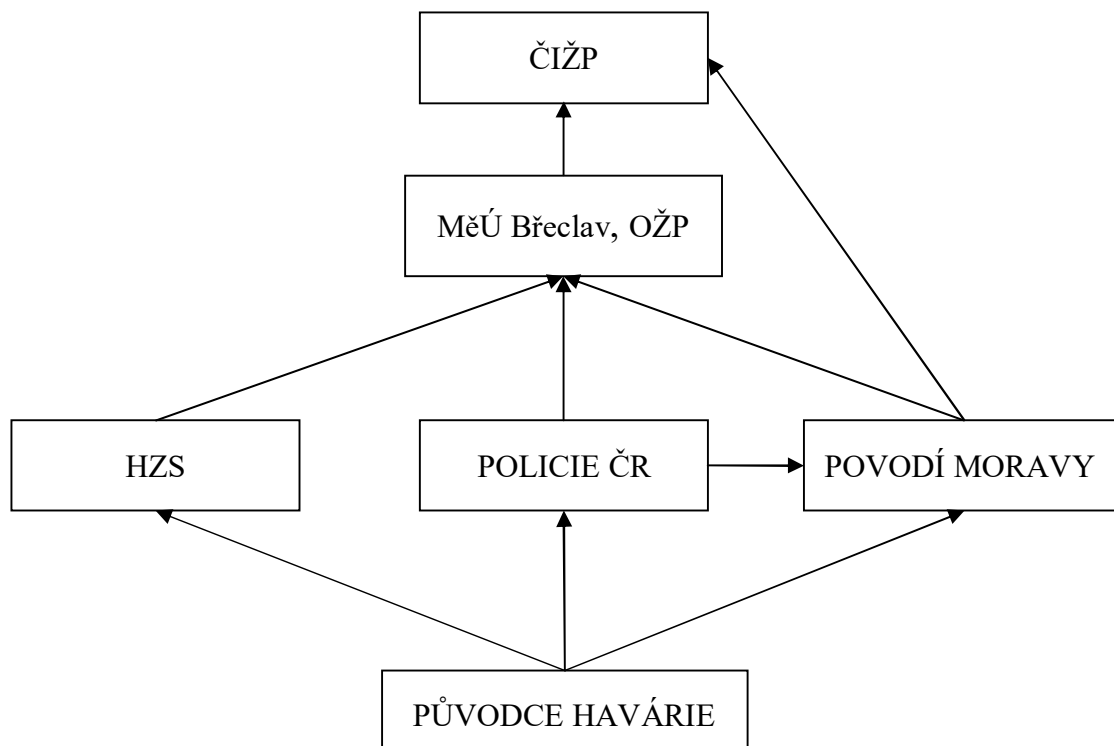 ČIŽP
MěÚ Břeclav, OŽP
HZS
POLICIE ČR
POVODÍ MORAVY
PŮVODCE HAVÁRIE